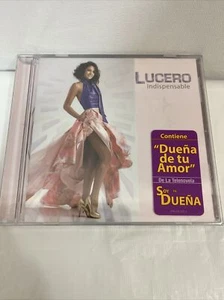 LUCERO
indispensable
Contiene
"Dueña
de tu
Amor"
De La Telenovela
SOY TU
DUEÑA